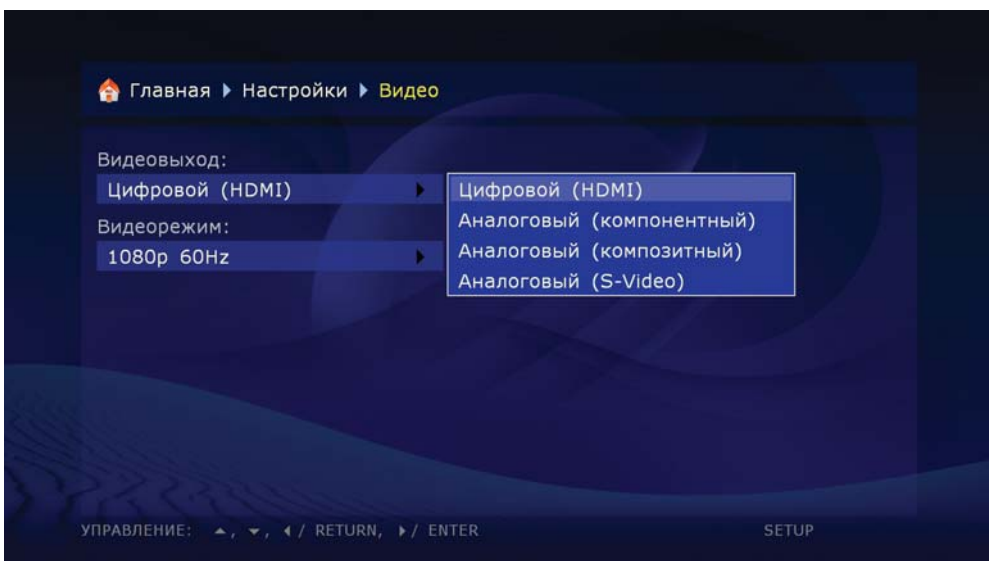 Главная ▶ Настройки ▶ Видео
Видеовыход:
Цифровой (HDMI)
Видеорежим:
1080p 60Hz
Цифровой (HDMI)
Аналоговый (компонентный)
Аналоговый (композитный)
Аналоговый (S-Video)
УПРАВЛЕНИЕ: ▲, ▼, ◀/ RETURN, ▶/ ENTER SETUP